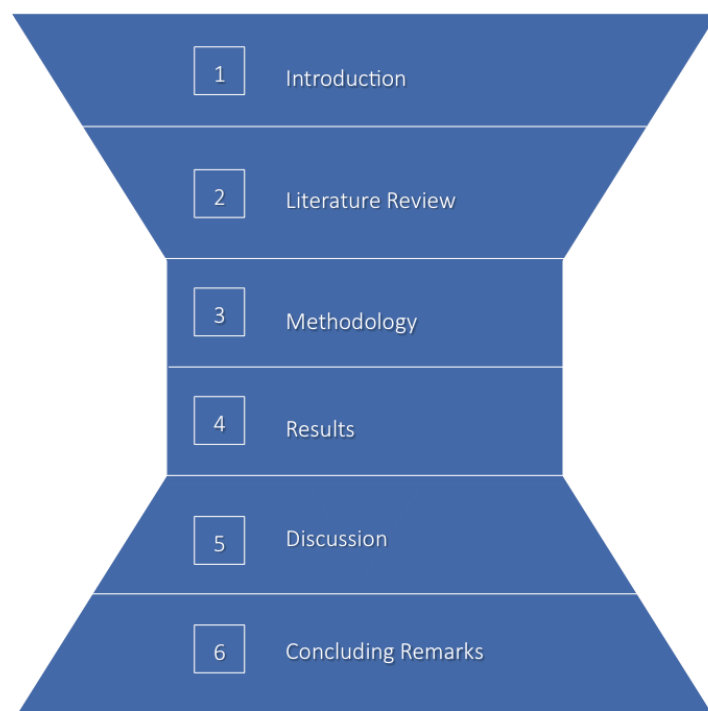 1 Introduction
2 Literature Review
3 Methodology
4 Results
5 Discussion
6 Concluding Remarks